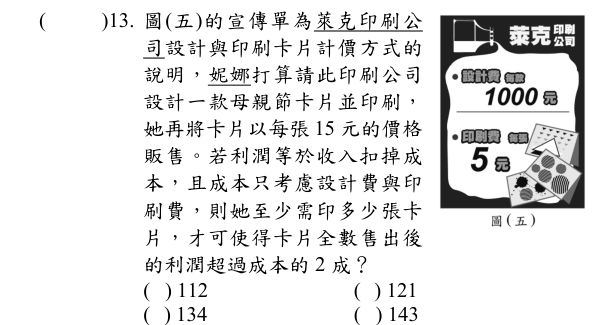 (    )13. 圖(五)的宣傳單為萊克印刷公
司設計與印刷卡片計價方式的
說明，妮娜打算請此印刷公司
設計一款母親節卡片並印刷，
她再將卡片以每張 15 元的價格
販售。若利潤等於收入扣掉成
本，且成本只考慮設計費與印
刷費，則她至少需印多少張卡
片，才可使得卡片全數售出後
的利潤超過成本的 2 成？
(  ) 112 (  ) 121
(  ) 134 (  ) 143
萊克印刷公司
• 設計費 每款
1000 元
• 印刷費 每張
5 元
圖(五)